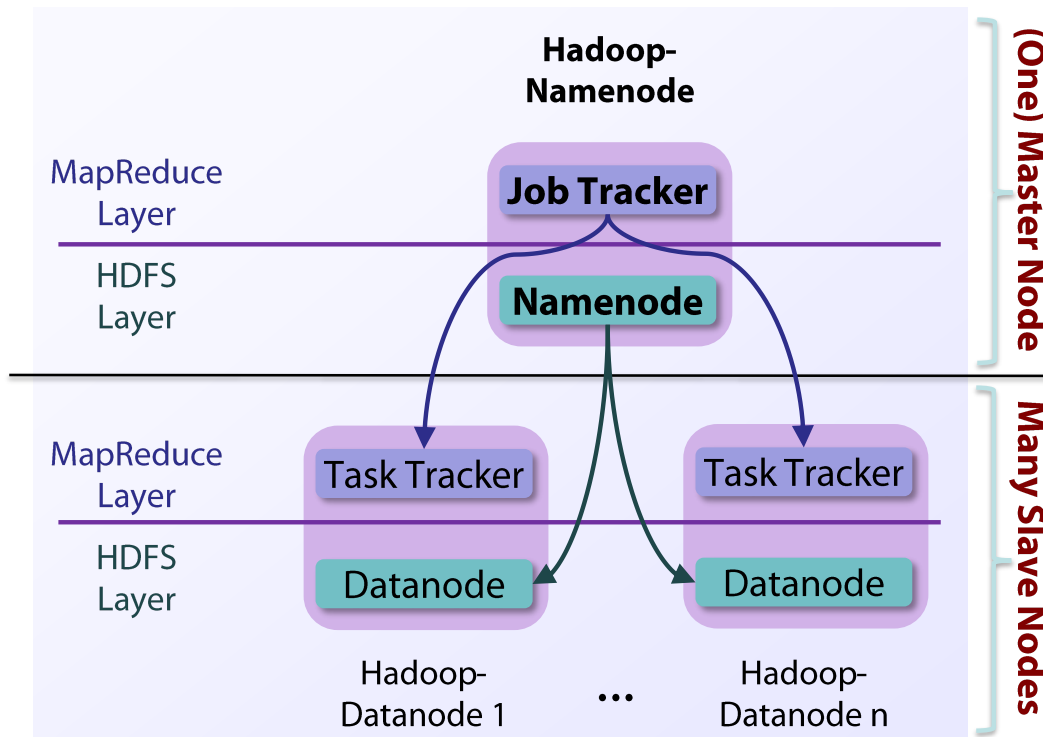 Hadoop-
Namenode
(One) Master Node
MapReduce
Layer
Job Tracker
HDFS
Layer
Namenode
Many Slave Nodes
MapReduce
Layer
Task Tracker
Task Tracker
HDFS
Layer
Datanode
Datanode
Hadoop-
Datanode 1
...
Hadoop-
Datanode n